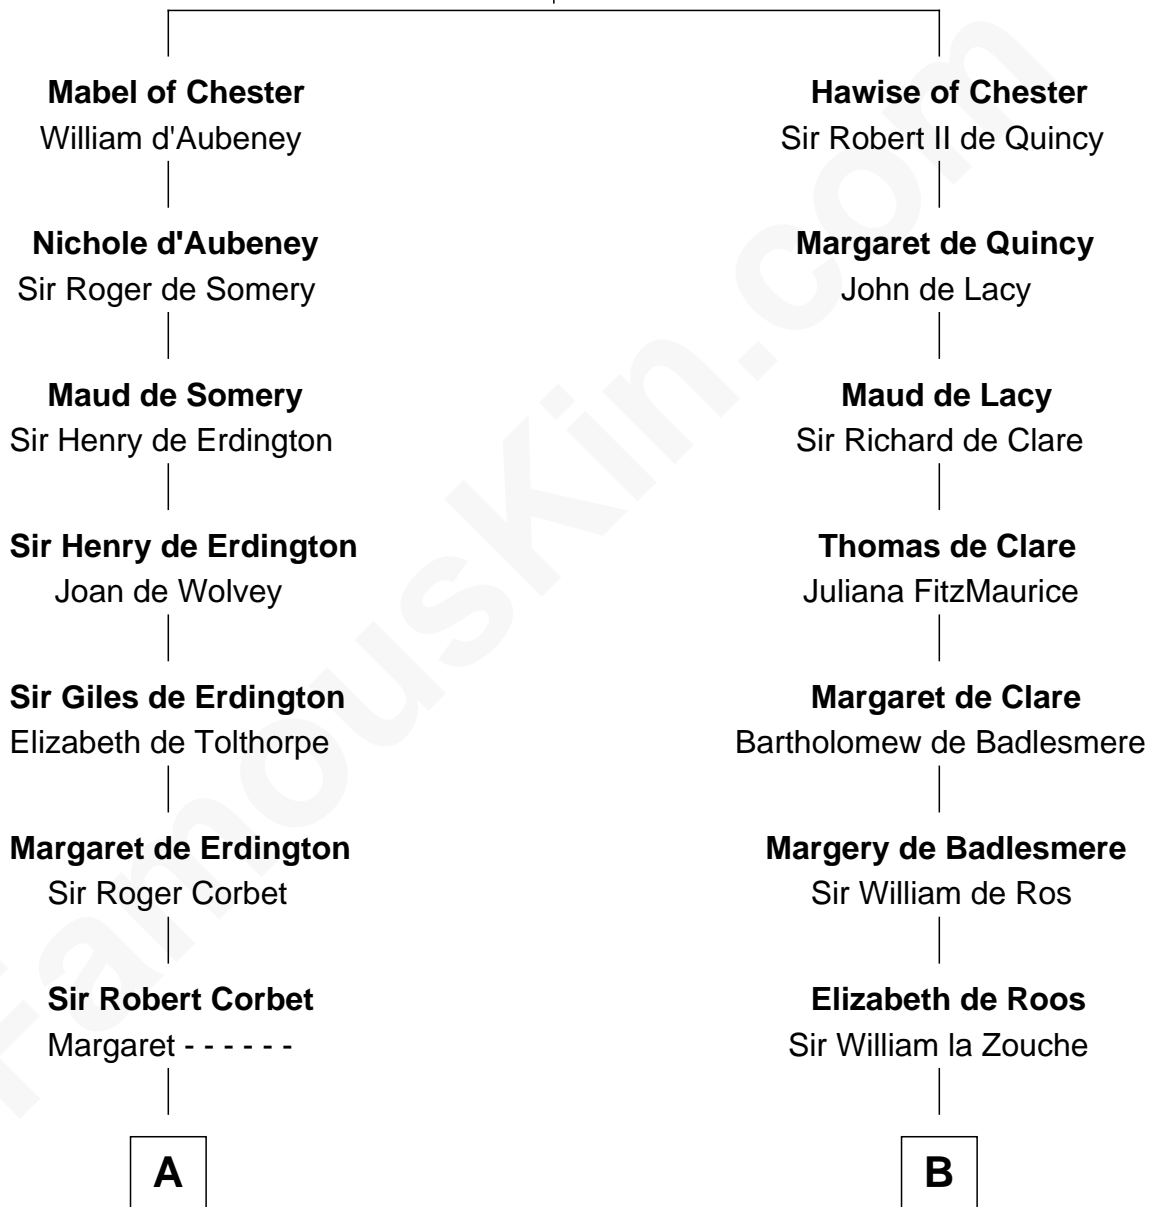 Mabel of Chester
William d'Aubeney
Hawise of Chester
Sir Robert II de Quincy
Nichole d'Aubeney
Sir Roger de Somery
Margaret de Quincy
John de Lacy
Maud de Somery
Sir Henry de Erdington
Maud de Lacy
Sir Richard de Clare
Sir Henry de Erdington
Joan de Wolvey
Thomas de Clare
Juliana FitzMaurice
Sir Giles de Erdington
Elizabeth de Tolthorpe
Margaret de Clare
Bartholomew de Badlesmere
Margaret de Erdington
Sir Roger Corbet
Margery de Badlesmere
Sir William de Ros
Sir Robert Corbet
Margaret - - - - - -
Elizabeth de Roos
Sir William la Zouche
A
B
FamousKin.com